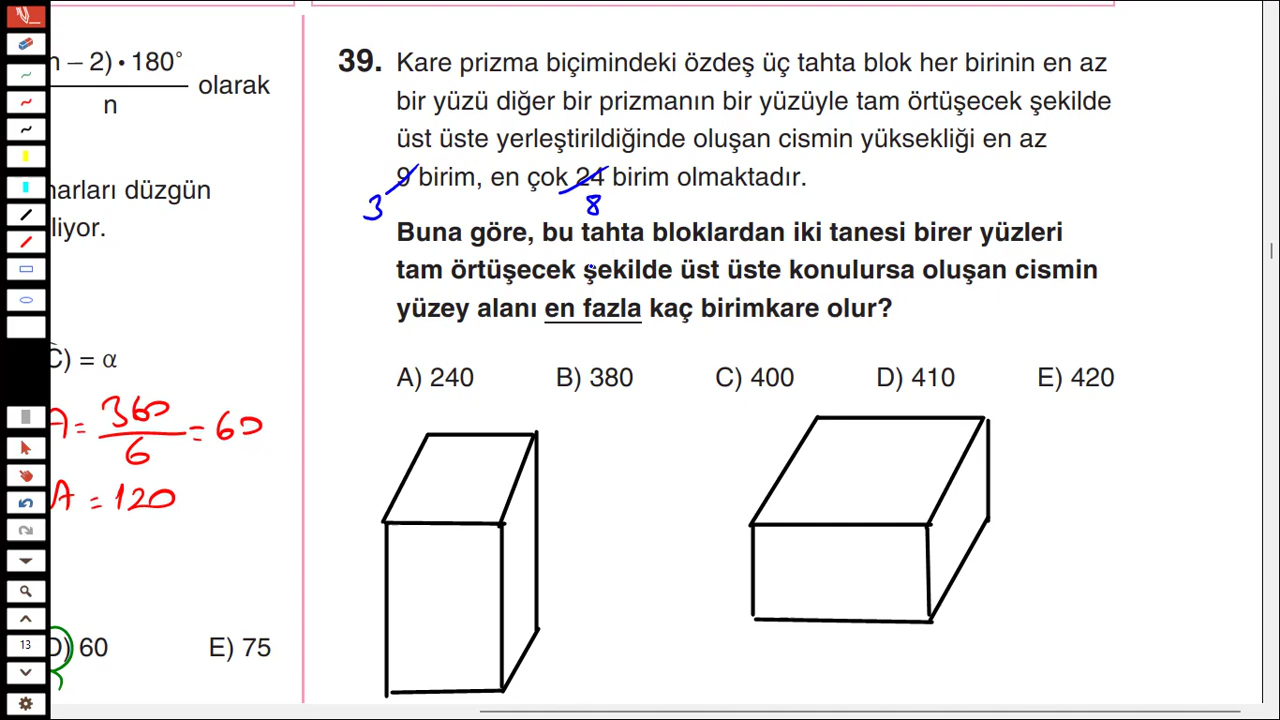 n – 2) • 180°
n
olarak
narları düzgün
liyor.
C) = α
A = 360/6 = 60
A = 120
60
E) 75
39. Kare prizma biçimindeki özdeş üç tahta blok her birinin en az
bir yüzü diğer bir prizmanın bir yüzüyle tam örtüşecek şekilde
üst üste yerleştirildiğinde oluşan cismin yüksekliği en az
9 birim, en çok 24 birim olmaktadır.
3 8
Buna göre, bu tahta bloklardan iki tanesi birer yüzleri
tam örtüşecek şekilde üst üste konulursa oluşan cismin
yüzey alanı en fazla kaç birimkare olur?
A) 240 B) 380 C) 400 D) 410 E) 420
13